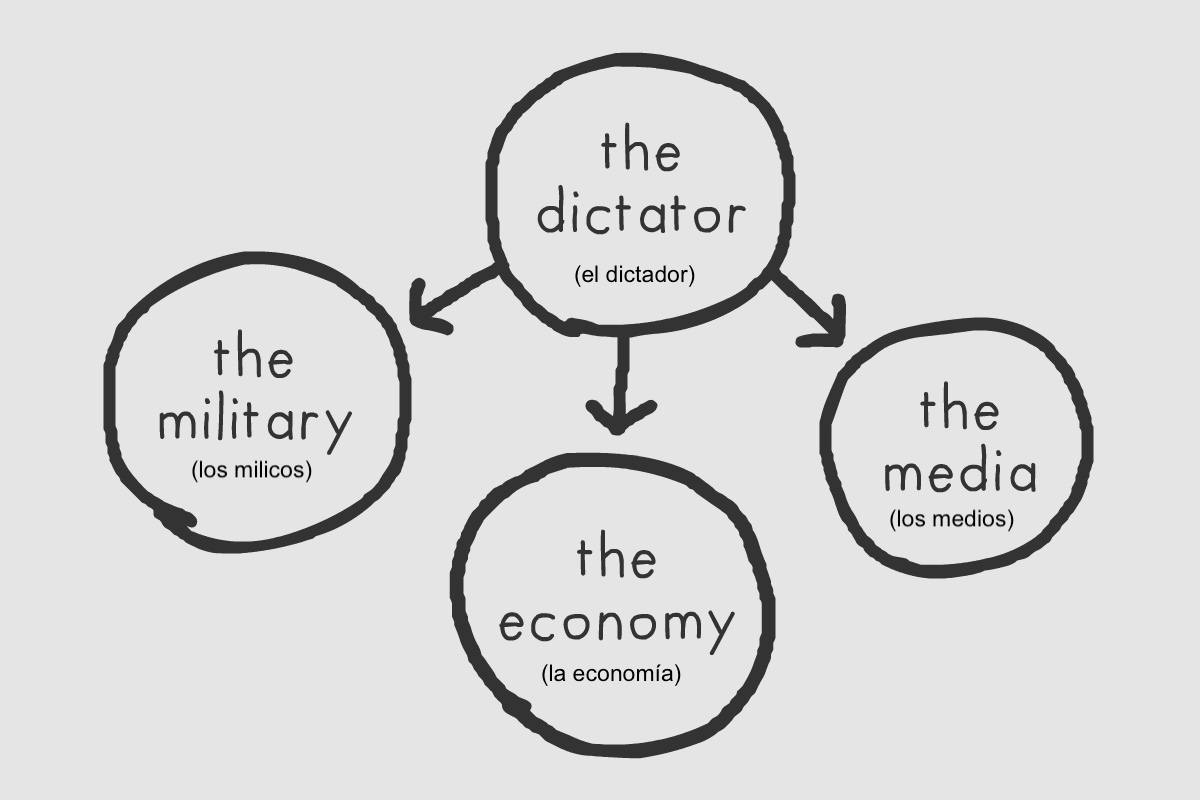 the
dictator
(el dictador)
the
military
(los milicos)
the
economy
(la economía)
the
media
(los medios)